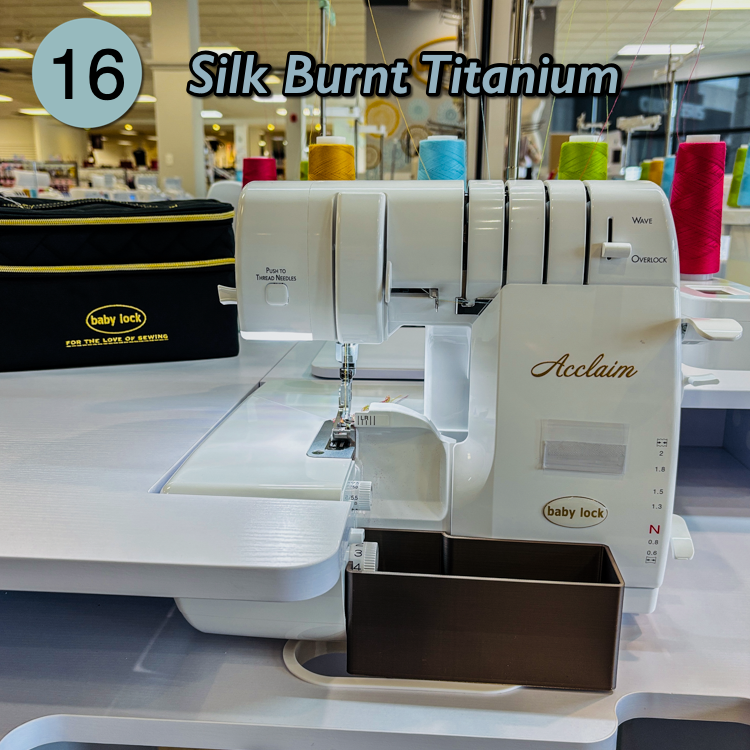 16
Silk Burnt Titanium
WAVE
OVERLOCK
PUSH TO
THREAD NEEDLES
baby lock
FOR THE LOVE OF SEWING
Acclaim
baby lock
2
1.8
1.5
1.3
N
0.8
0.6
3
4